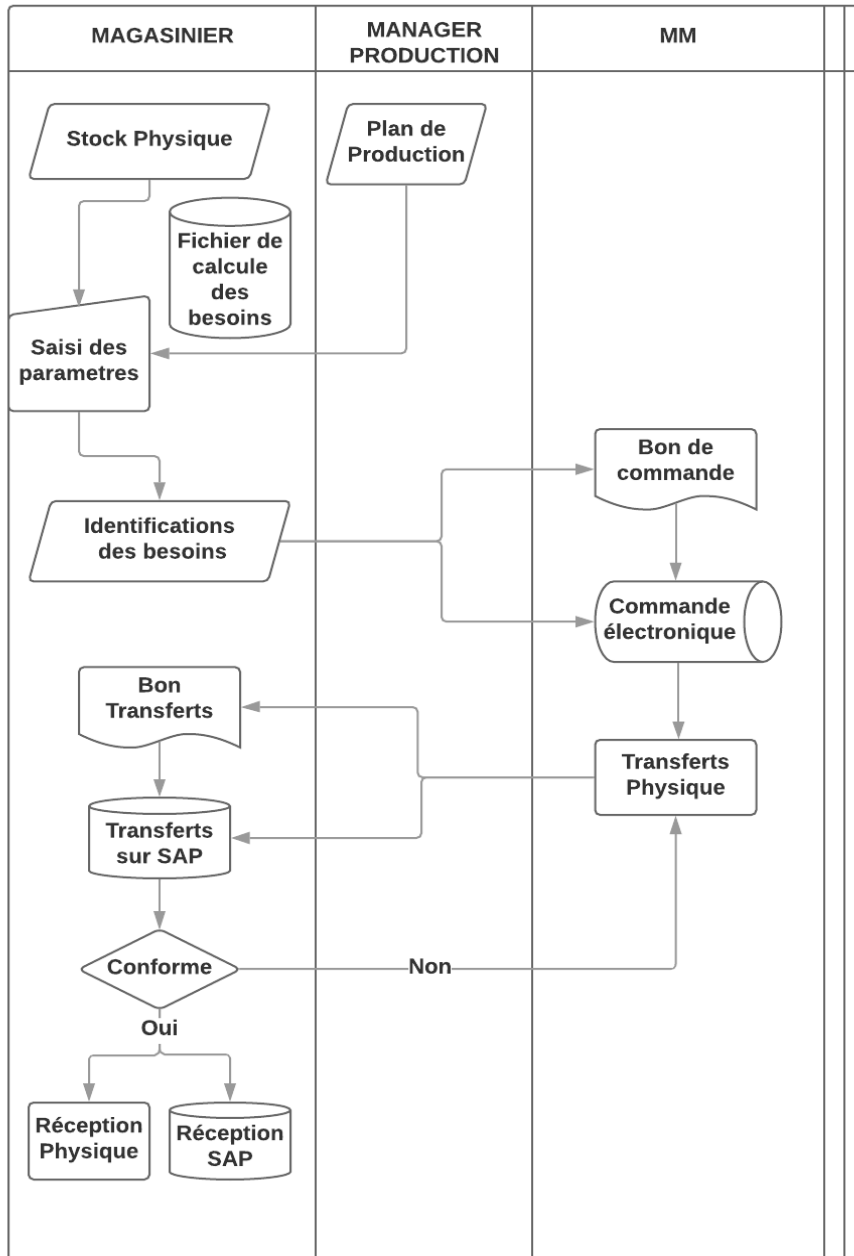 MAGASINIER
MANAGER
PRODUCTION
MM
Stock Physique
Plan de
Production
Fichier de
calcule
des
besoins
Saisi des
parametres
Bon de
commande
Identifications
des besoins
Commande
électronique
Bon
Transferts
Transferts
Physique
Transferts
sur SAP
Conforme
Non
Oui
Réception
Physique
Réception
SAP